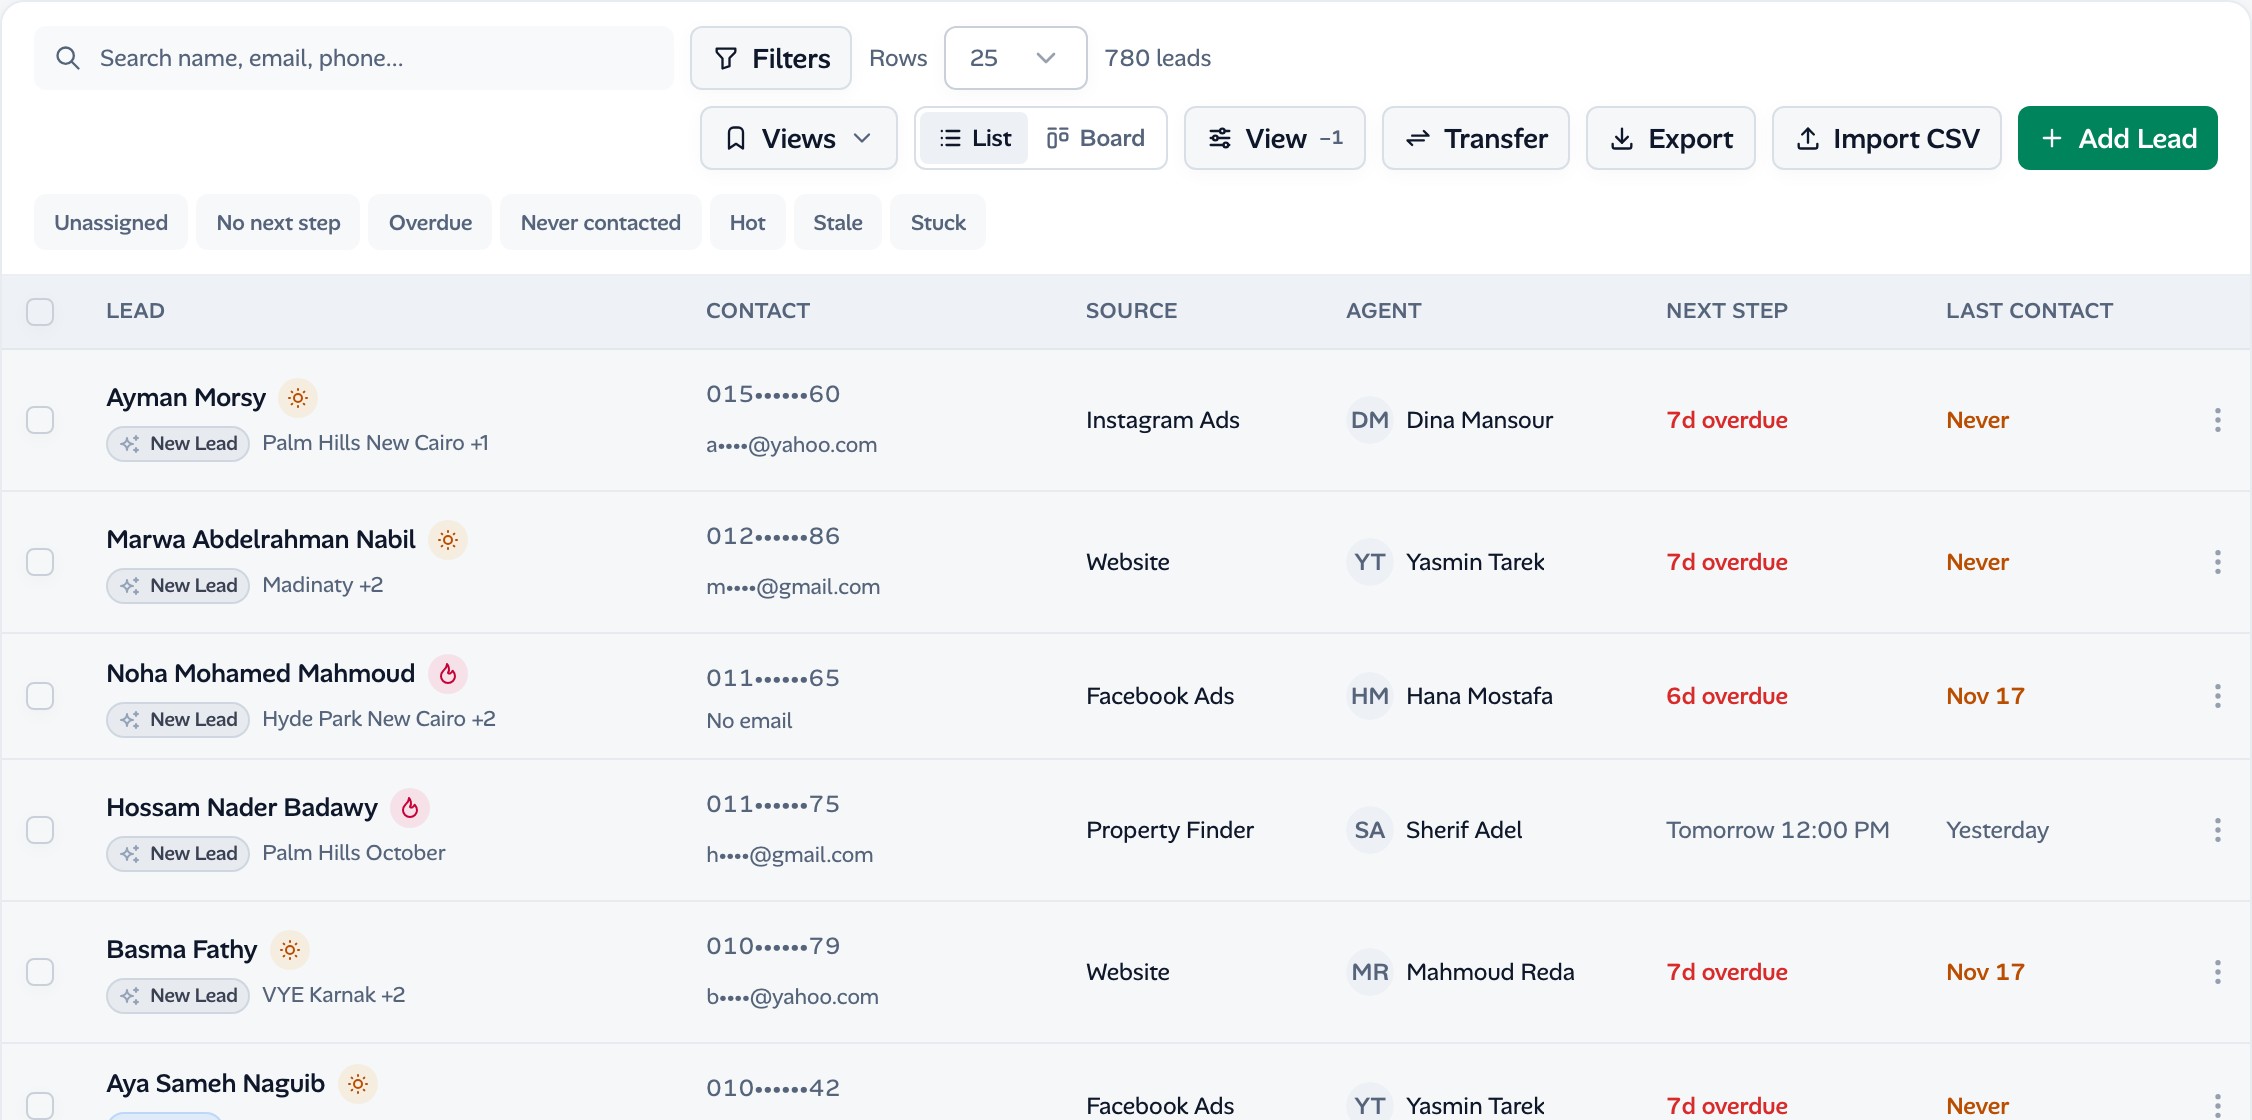 Search name, email, phone...
Filters
Rows
25
780 leads
Views
List
Board
View -1
Transfer
Export
Import CSV
+ Add Lead
Unassigned
No next step
Overdue
Never contacted
Hot
Stale
Stuck
LEAD CONTACT SOURCE AGENT NEXT STEP LAST CONTACT
Ayman Morsy
New Lead Palm Hills New Cairo +1
015••••••60
a••••@yahoo.com
Instagram Ads
DM Dina Mansour
7d overdue
Never
Marwa Abdelrahman Nabil
New Lead Madinaty +2
012••••••86
m••••@gmail.com
Website
YT Yasmin Tarek
7d overdue
Never
Noha Mohamed Mahmoud
New Lead Hyde Park New Cairo +2
011••••••65
No email
Facebook Ads
HM Hana Mostafa
6d overdue
Nov 17
Hossam Nader Badawy
New Lead Palm Hills October
011••••••75
h••••@gmail.com
Property Finder
SA Sherif Adel
Tomorrow 12:00 PM
Yesterday
Basma Fathy
New Lead VYE Karnak +2
010••••••79
b••••@yahoo.com
Website
MR Mahmoud Reda
7d overdue
Nov 17
Aya Sameh Naguib
010••••••42
Facebook Ads
YT Yasmin Tarek
7d overdue
Never